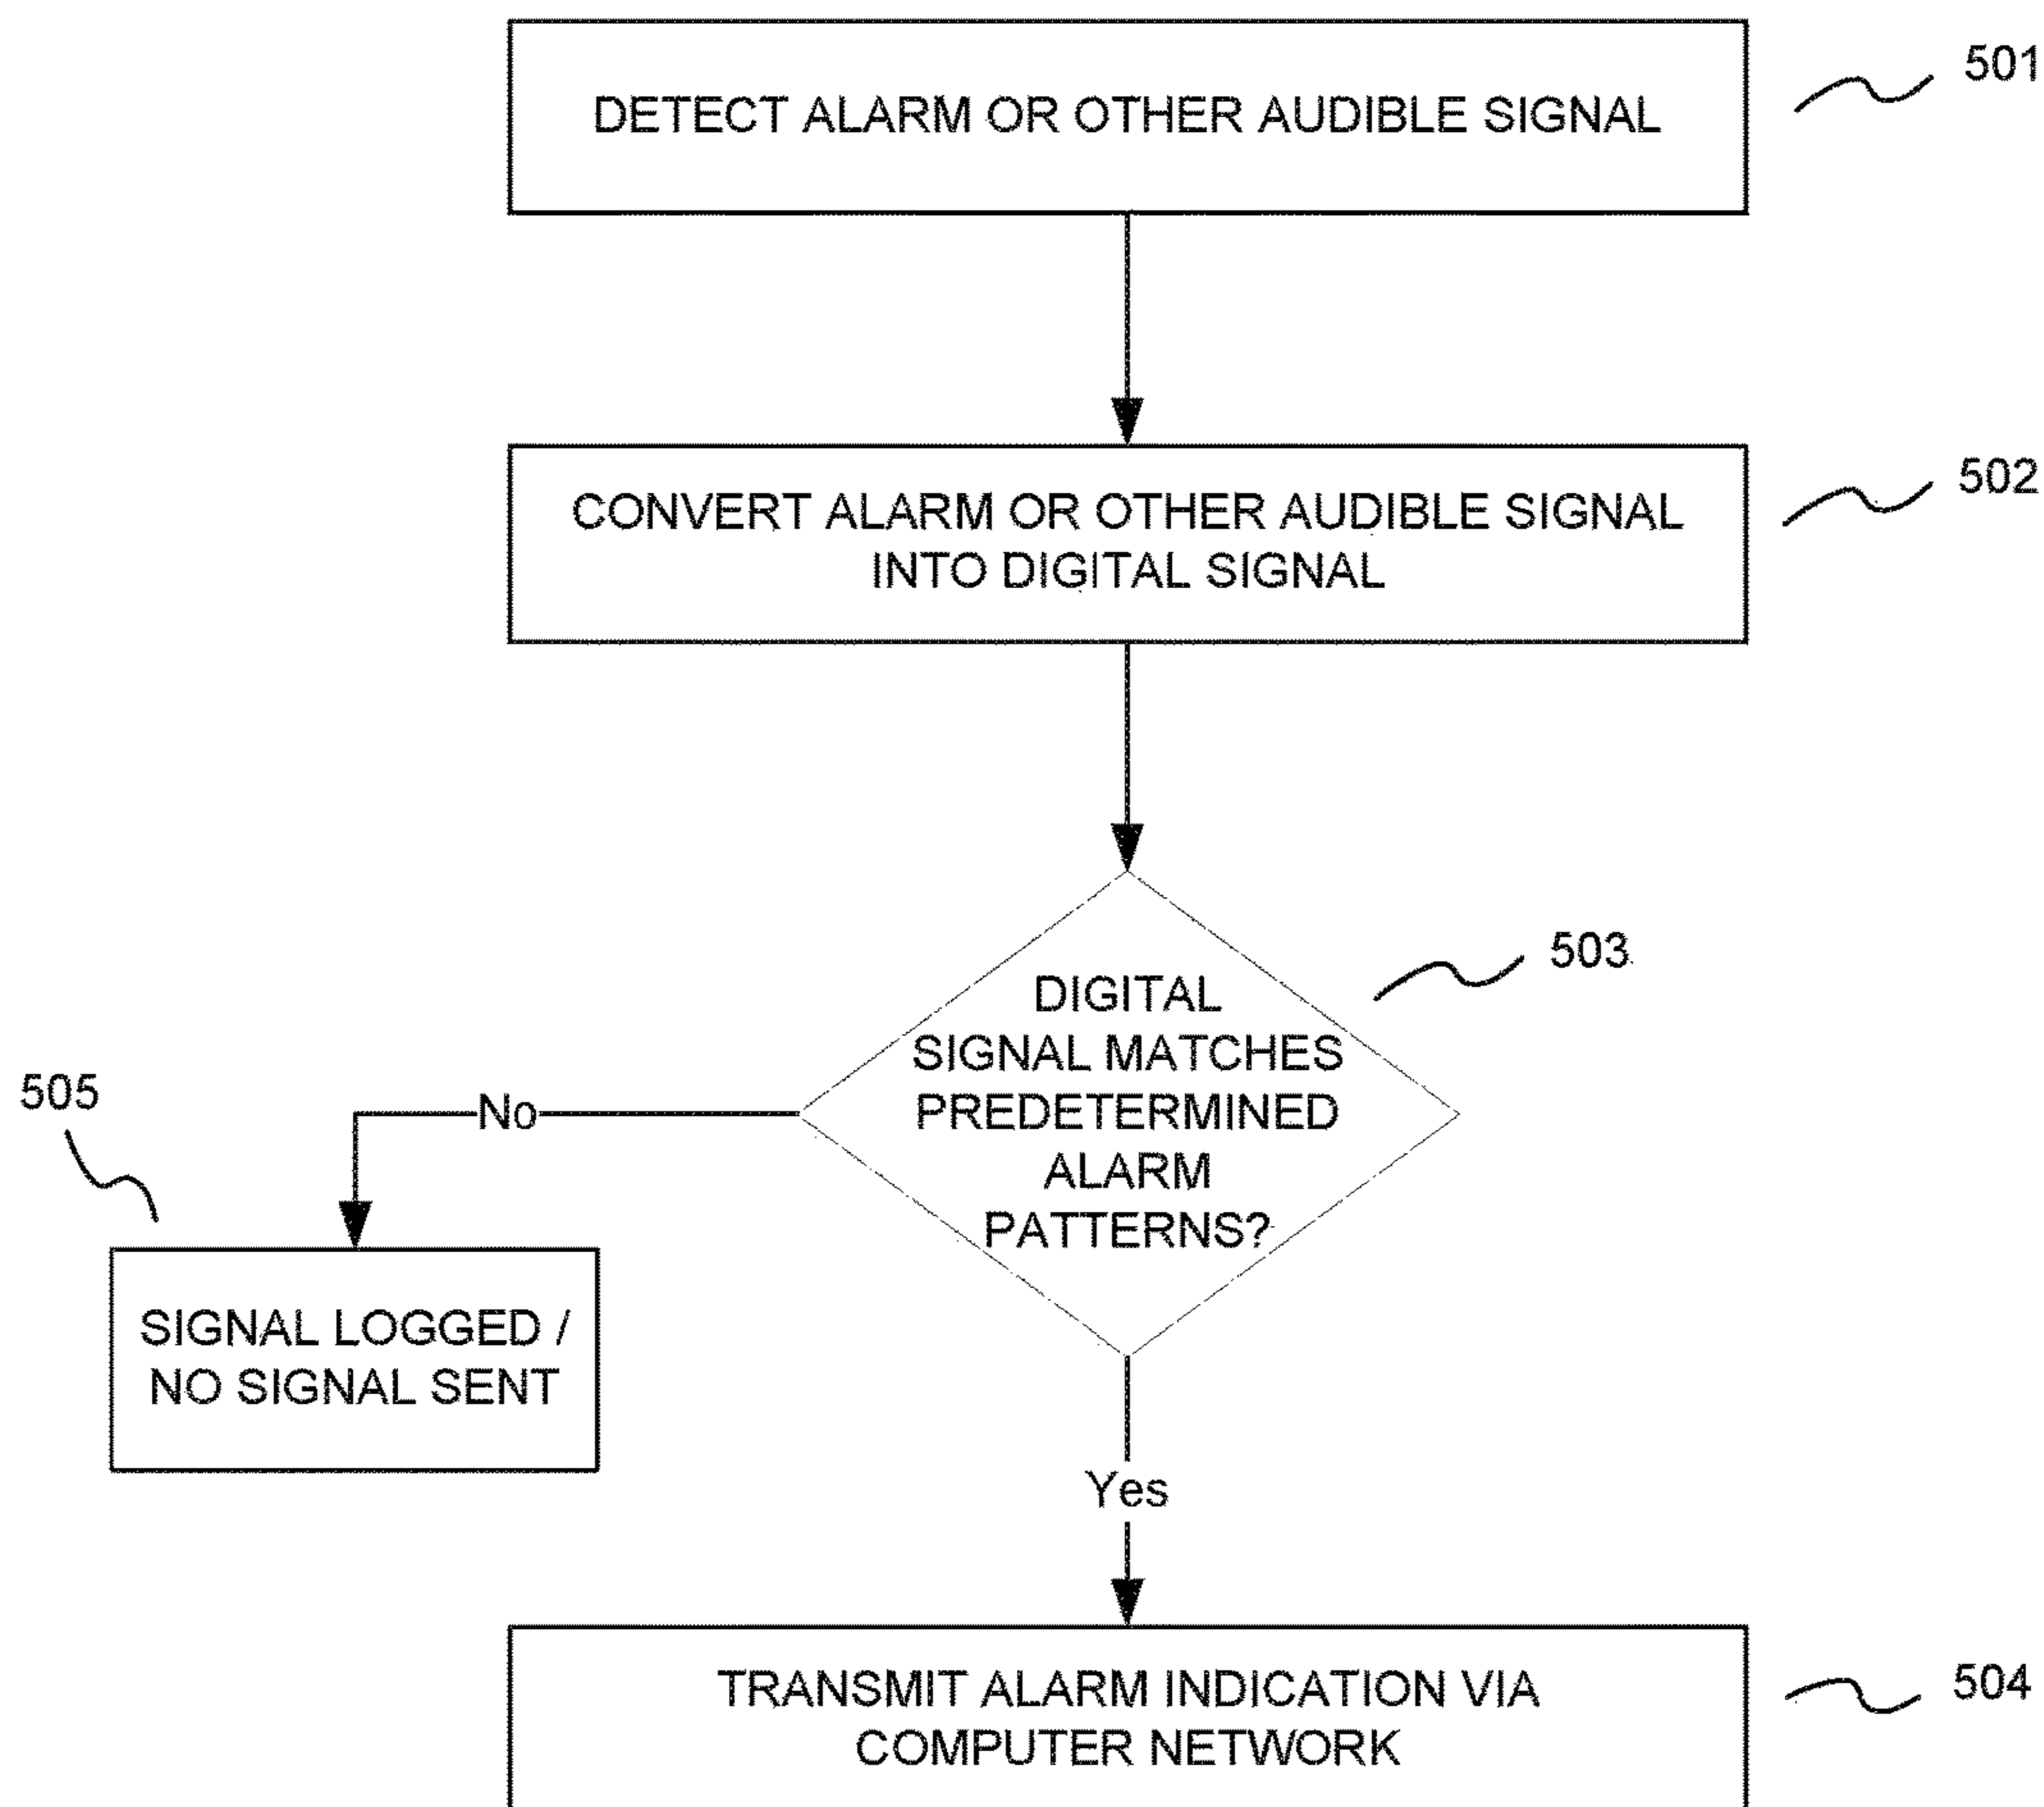 DETECT ALARM OR OTHER AUDIBLE SIGNAL
501
CONVERT ALARM OR OTHER AUDIBLE SIGNAL
INTO DIGITAL SIGNAL
502
DIGITAL
SIGNAL MATCHES
PREDETERMINED
ALARM
PATTERNS?
503
No
505
SIGNAL LOGGED /
NO SIGNAL SENT
Yes
TRANSMIT ALARM INDICATION VIA
COMPUTER NETWORK
504